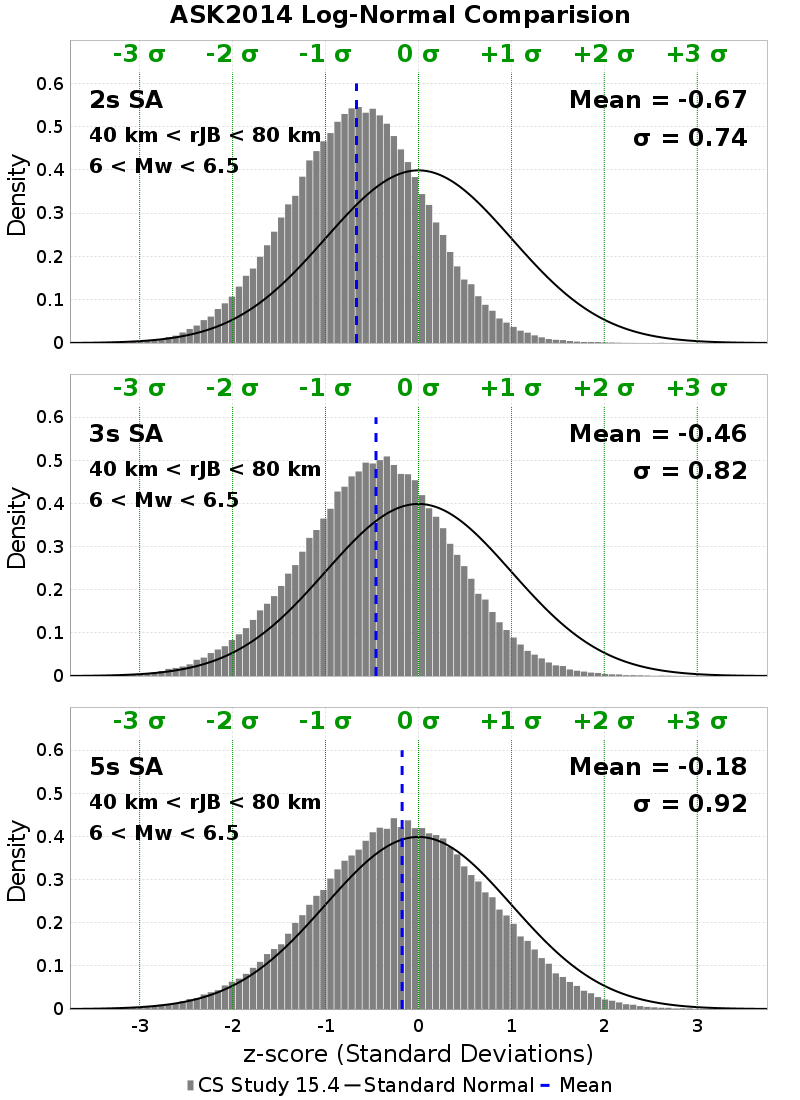 ASK2014 Log-Normal Comparision
-3 σ -2 σ -1 σ 0 σ +1 σ +2 σ +3 σ
0.6
2s SA Mean = -0.67
0.5
40 km < rJB < 80 km σ = 0.74
6 < Mw < 6.5
0.4
Density
0.3
0.2
0.1
0
-3 σ -2 σ -1 σ 0 σ +1 σ +2 σ +3 σ
0.6
3s SA Mean = -0.46
0.5
40 km < rJB < 80 km σ = 0.82
6 < Mw < 6.5
0.4
Density
0.3
0.2
0.1
0
-3 σ -2 σ -1 σ 0 σ +1 σ +2 σ +3 σ
0.6
5s SA Mean = -0.18
0.5
40 km < rJB < 80 km σ = 0.92
6 < Mw < 6.5
0.4
Density
0.3
0.2
0.1
0
-3 -2 -1 0 1 2 3
z-score (Standard Deviations)
CS Study 15.4 Standard Normal Mean